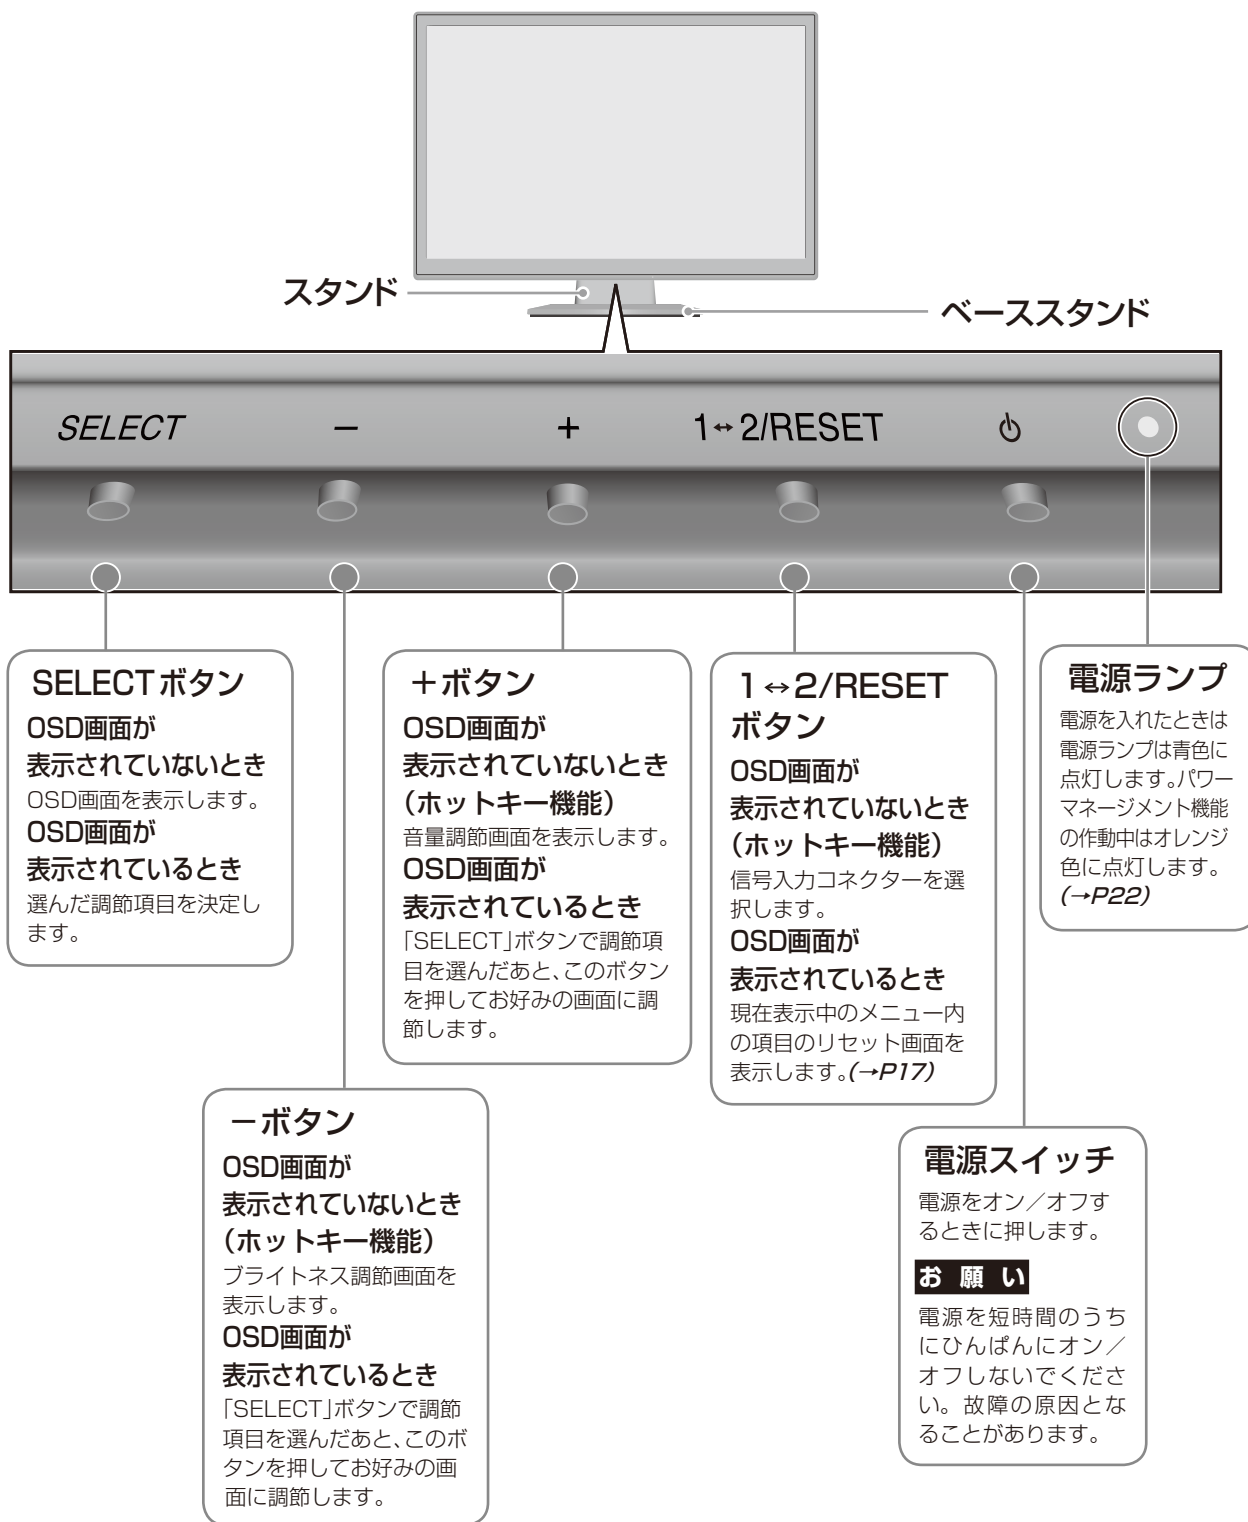 スタンド
ベーススタンド
SELECT
−
+
1↔2/RESET
SELECTボタン
OSD画面が
表示されていないとき
OSD画面を表示します。
OSD画面が
表示されているとき
選んだ調節項目を決定し
ます。
−ボタン
OSD画面が
表示されていないとき
(ホットキー機能)
ブライトネス調節画面を
表示します。
OSD画面が
表示されているとき
「SELECT」ボタンで調節
項目を選んだあと、このボ
タンを押してお好みの画
面に調節します。
+ボタン
OSD画面が
表示されていないとき
(ホットキー機能)
音量調節画面を表示します。
OSD画面が
表示されているとき
「SELECT」ボタンで調節項
目を選んだあと、このボタン
を押してお好みの画面に調
節します。
1↔2/RESET
ボタン
OSD画面が
表示されていないとき
(ホットキー機能)
信号入力コネクターを選
択します。
OSD画面が
表示されているとき
現在表示中のメニュー内
の項目のリセット画面を
表示します。(→P17)
電源スイッチ
電源をオン/オフす
るときに押します。
お願い
電源を短時間のうち
にひんぱんにオン/
オフしないでくださ
い。故障の原因とな
ることがあります。
電源ランプ
電源を入れたときは
電源ランプは青色に
点灯します。パワー
マネージメント機能
の作動中はオレンジ
色に点灯します。
(→P22)